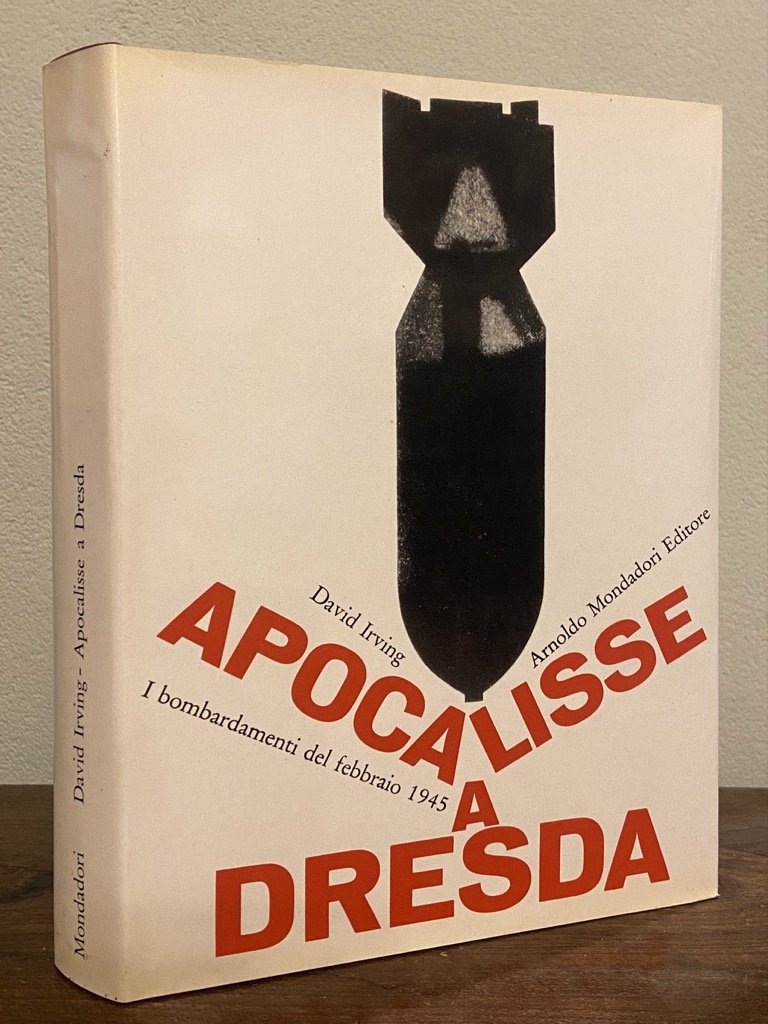 David Irving
Arnoldo Mondadori Editore
APOCALISSE
I bombardamenti del febbraio 1945
A
DRESDA
Mondadori David Irving - Apocalisse a Dresda